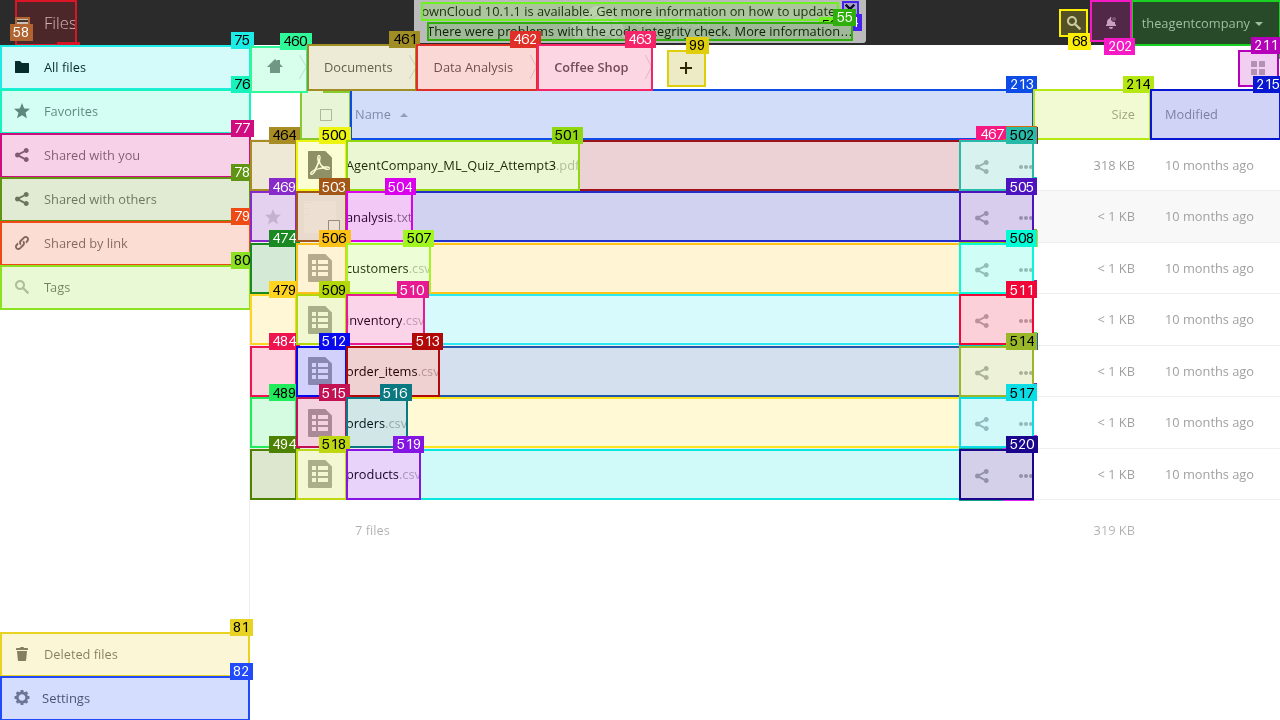 Files
58
ownCloud 10.1.1 is available. Get more information on how to update
55
There were problems with the code integrity check. More information...
68
202
theagentcompany
75
All files
76
Favorites
77
Shared with you
78
Shared with others
79
Shared by link
80
Tags
81
Deleted files
82
Settings
460
461
Documents
462
Data Analysis
463
Coffee Shop
99
+
211
213
Name
214
Size
215
Modified
464
500
501
467
502
AgentCompany_ML_Quiz_Attempt3.pdf
318 KB
10 months ago
469
503
504
505
analysis.txt
< 1 KB
10 months ago
474
506
507
508
customers.csv
< 1 KB
10 months ago
479
509
510
511
inventory.csv
< 1 KB
10 months ago
484
512
513
514
order_items.csv
< 1 KB
10 months ago
489
515
516
517
orders.csv
< 1 KB
10 months ago
494
518
519
520
products.csv
< 1 KB
10 months ago
7 files
319 KB